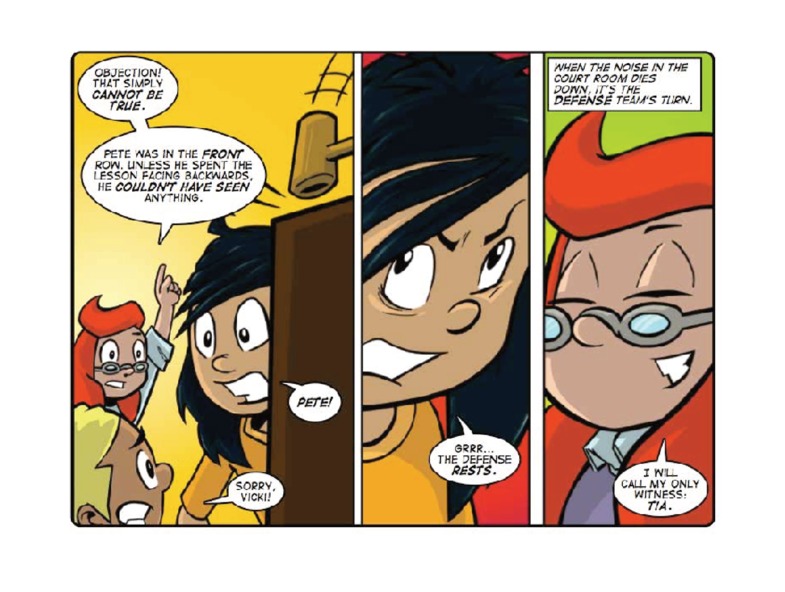 OBJECTION!
THAT SIMPLY
CANNOT BE
TRUE.
PETE WAS IN THE FRONT
ROW. UNLESS HE SPENT THE
LESSON FACING BACKWARDS,
HE COULDN'T HAVE SEEN
ANYTHING.
PETE!
SORRY,
VICKI!
GRRR...
THE DEFENSE
RESTS.
WHEN THE NOISE IN THE
COURT ROOM DIES
DOWN, IT'S THE
DEFENSE TEAM'S TURN.
I WILL
CALL MY ONLY
WITNESS:
TIA.